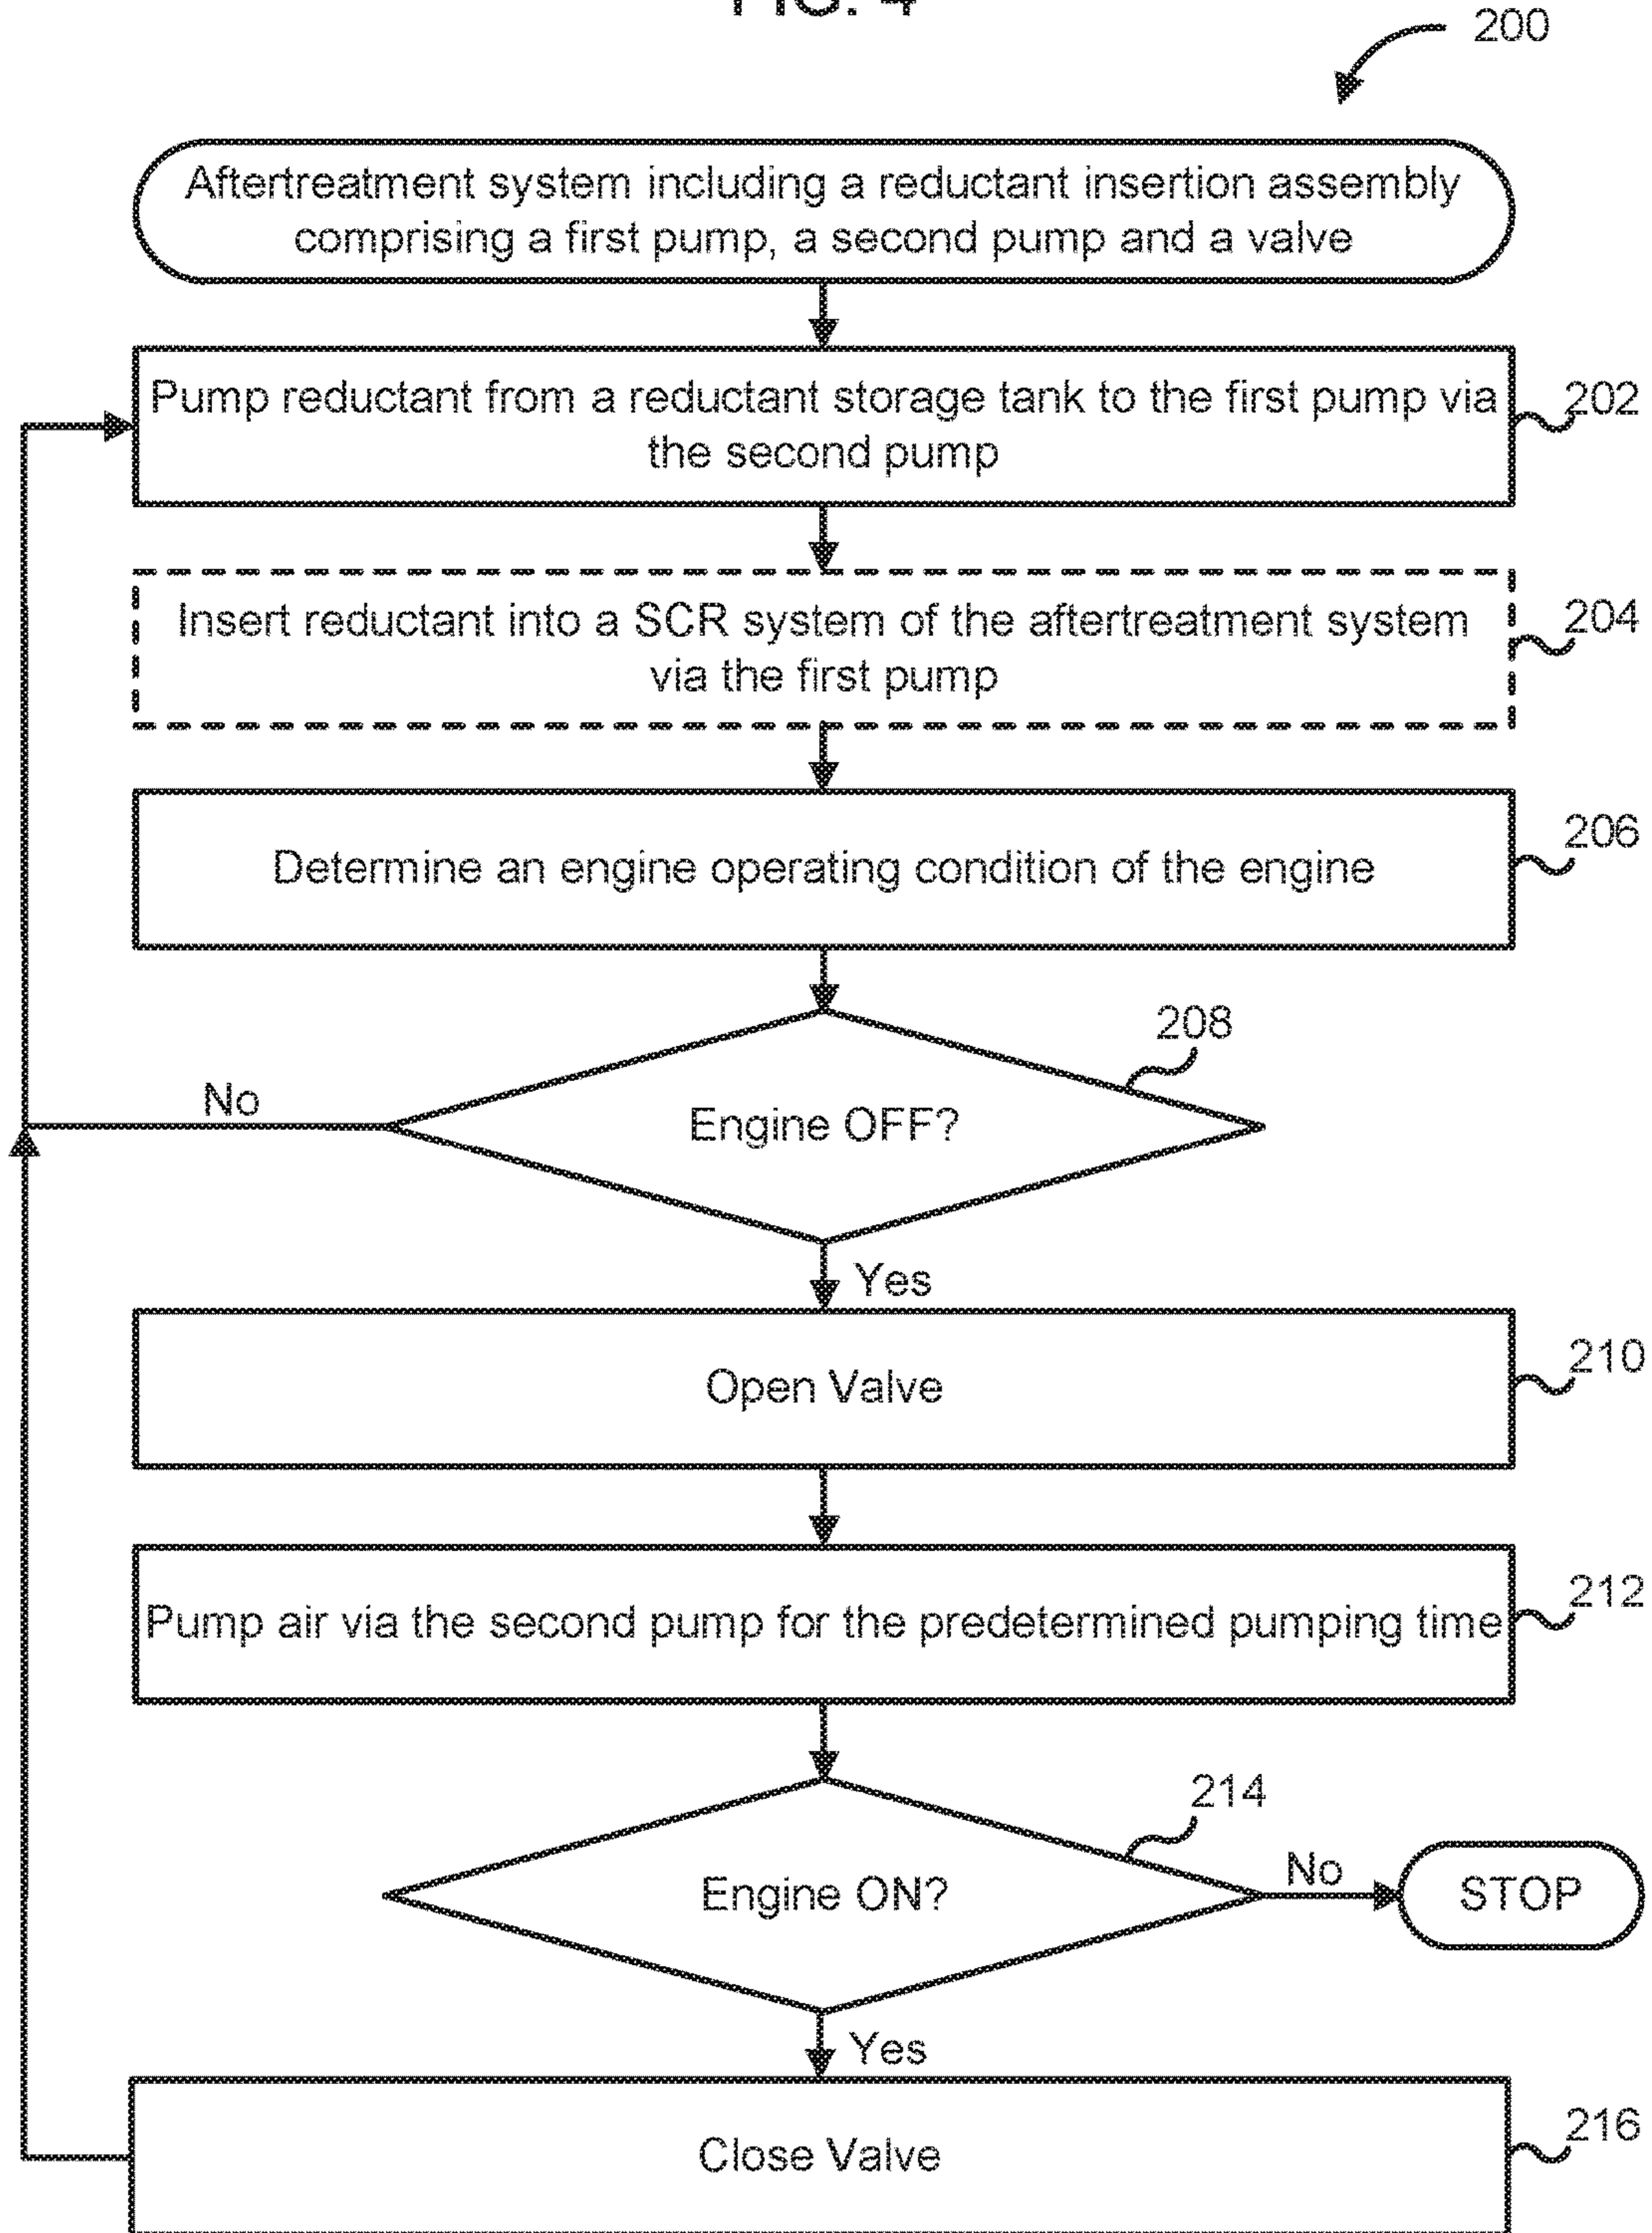 FIG. 4
200
Aftertreatment system including a reductant insertion assembly
comprising a first pump, a second pump and a valve
Pump reductant from a reductant storage tank to the first pump via
the second pump
202
Insert reductant into a SCR system of the aftertreatment system
via the first pump
204
Determine an engine operating condition of the engine
206
208
Engine OFF?
No
Yes
Open Valve
210
Pump air via the second pump for the predetermined pumping time
212
214
Engine ON?
No
STOP
Yes
Close Valve
216